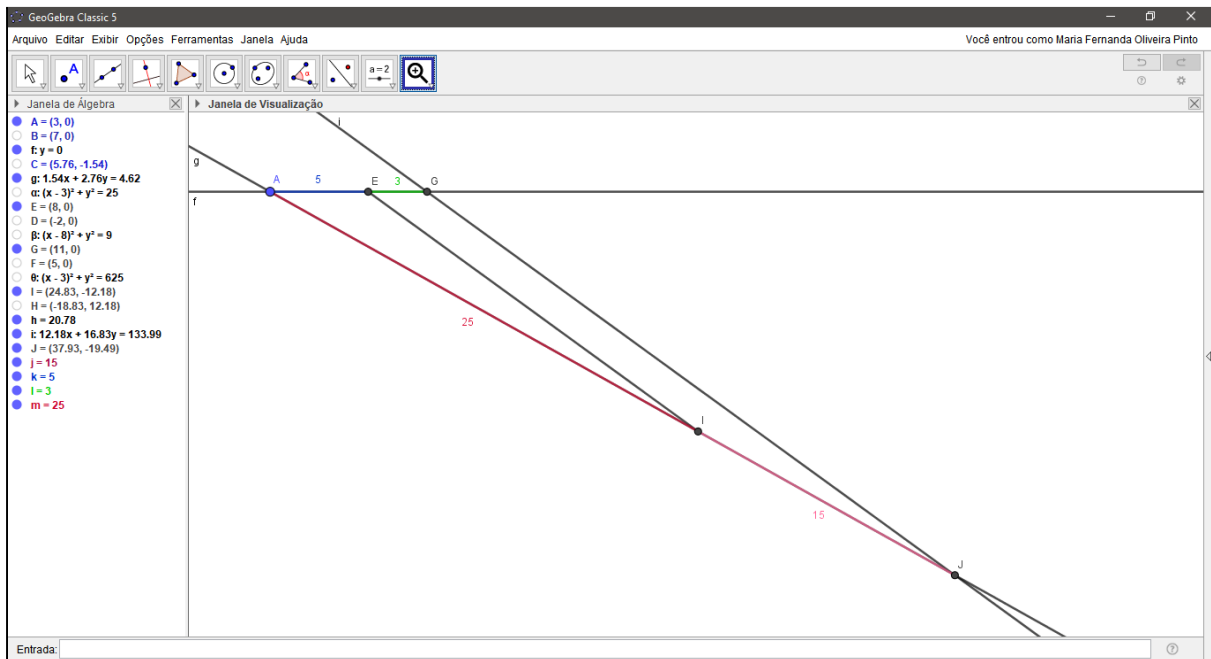 GeoGebra Classic 5
Arquivo Editar Exibir Opções Ferramentas Janela Ajuda
Você entrou como Maria Fernanda Oliveira Pinto
A
α
a = 2
Janela de Álgebra
Janela de Visualização
A = (3, 0)
B = (7, 0)
f: y = 0
C = (5.76, -1.54)
g: 1.54x + 2.76y = 4.62
α: (x - 3)² + y² = 25
E = (8, 0)
D = (-2, 0)
β: (x - 8)² + y² = 9
G = (11, 0)
F = (5, 0)
θ: (x - 3)² + y² = 625
I = (24.83, -12.18)
H = (-18.83, 12.18)
h = 20.78
i: 12.18x + 16.83y = 133.99
J = (37.93, -19.49)
j = 15
k = 5
l = 3
m = 25
i
g
A 5 E 3 G
f
25
I
15
J
Entrada: